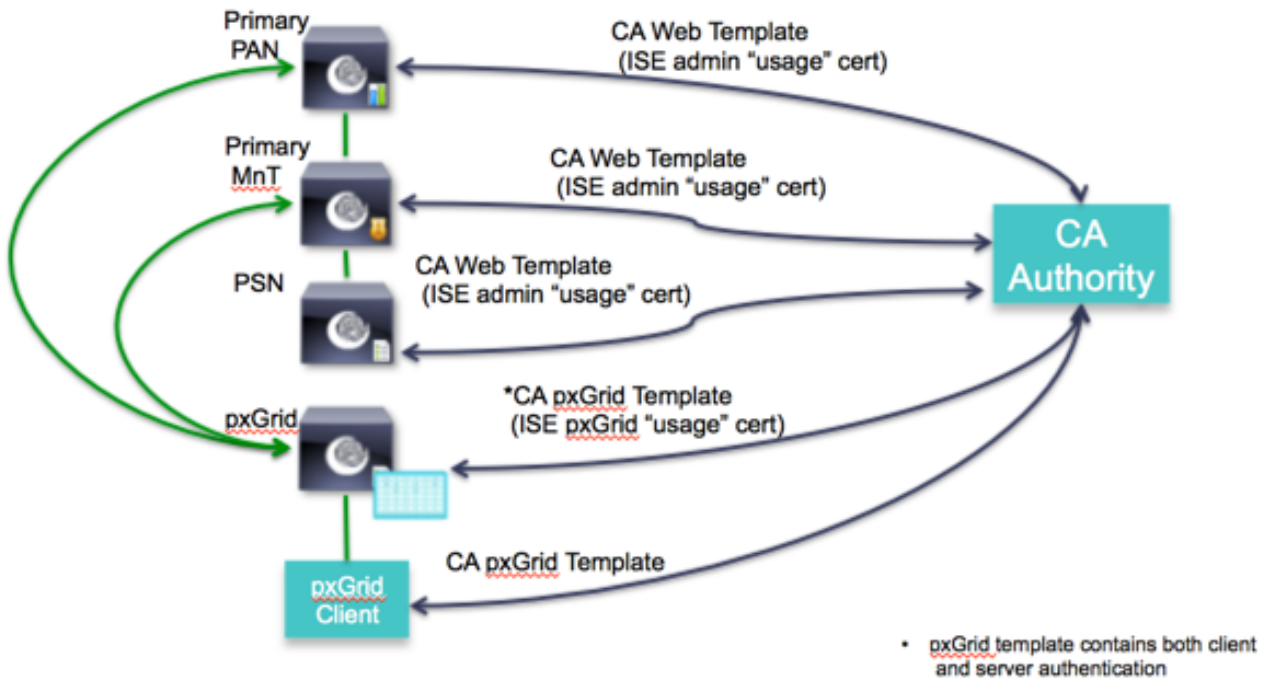 Primary
PAN
CA Web Template
(ISE admin “usage” cert)
Primary
MnT
CA Web Template
(ISE admin “usage” cert)
CA
Authority
PSN
CA Web Template
(ISE admin “usage” cert)
pxGrid
*CA pxGrid Template
(ISE pxGrid “usage” cert)
CA pxGrid Template
pxGrid
Client
• pxGrid template contains both client
and server authentication